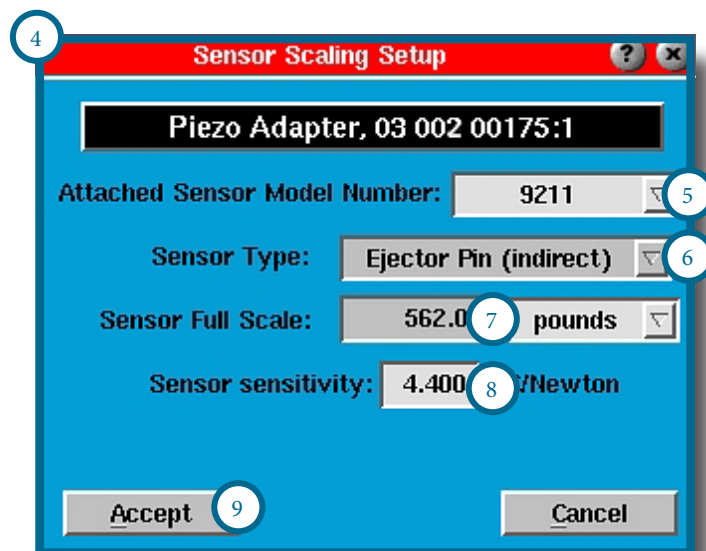 4
Sensor Scaling Setup ? x
Piezo Adapter, 03 002 00175:1
Attached Sensor Model Number: 9211 5
Sensor Type: Ejector Pin (indirect) 6
Sensor Full Scale: 562.0 7 pounds
Sensor sensitivity: 4.400 8 /Newton
Accept 9 Cancel